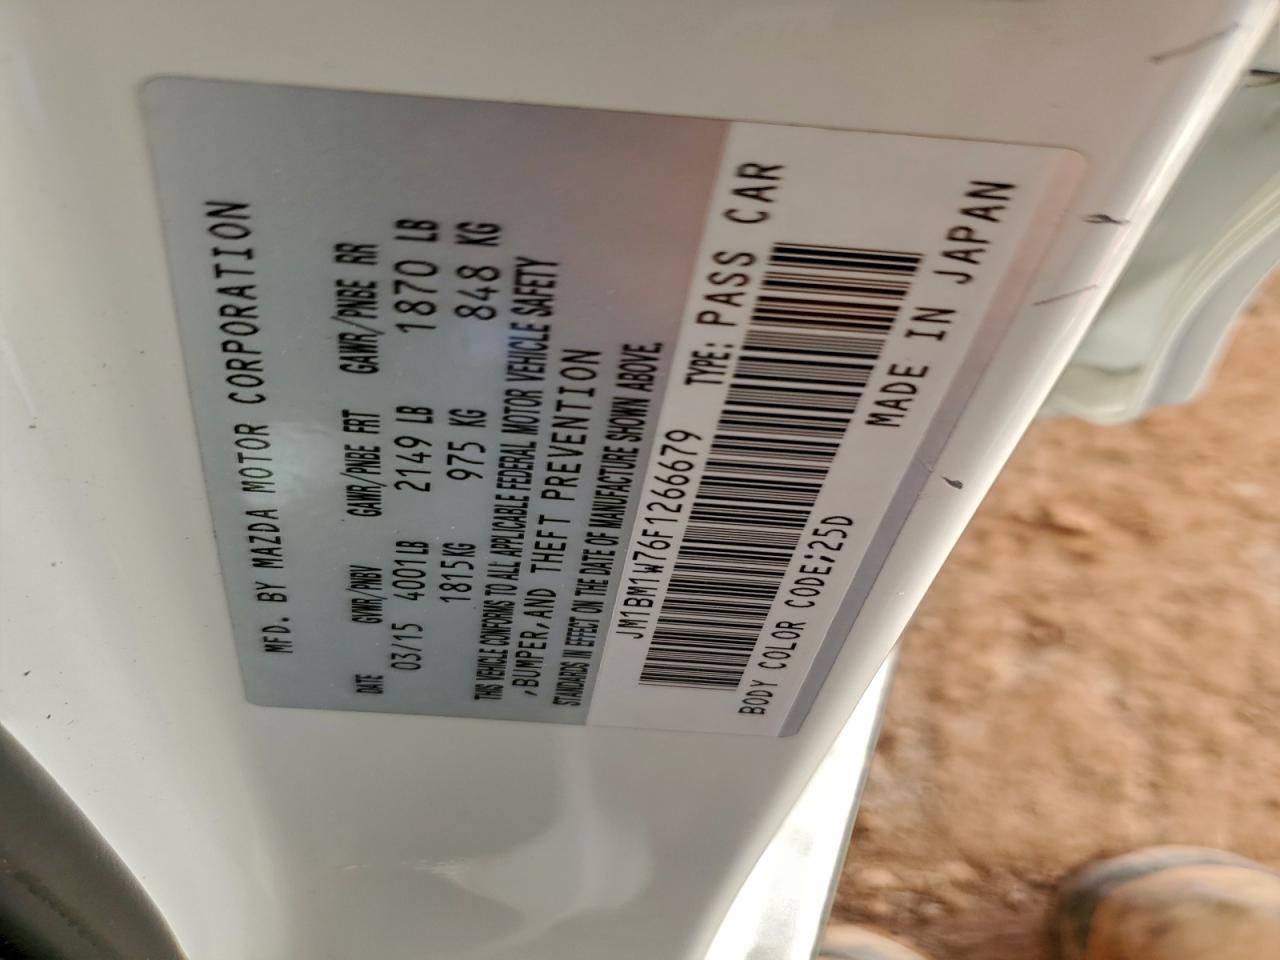 MFD. BY MAZDA MOTOR CORPORATION
DATE GVWR/PNBV GAWR/PNBE FRT GAWR/PNBE RR
03/15 4001LB 2149 LB 1870 LB
1815KG 975 KG 848 KG
THIS VEHICLE CONFORMS TO ALL APPLICABLE FEDERAL MOTOR VEHICLE SAFETY
,BUMPER,AND THEFT PREVENTION
STANDARDS IN EFFECT ON THE DATE OF MANUFACTURE SHOWN ABOVE.
JM1BM1W76F1266679 TYPE: PASS CAR
BODY COLOR CODE:25D MADE IN JAPAN